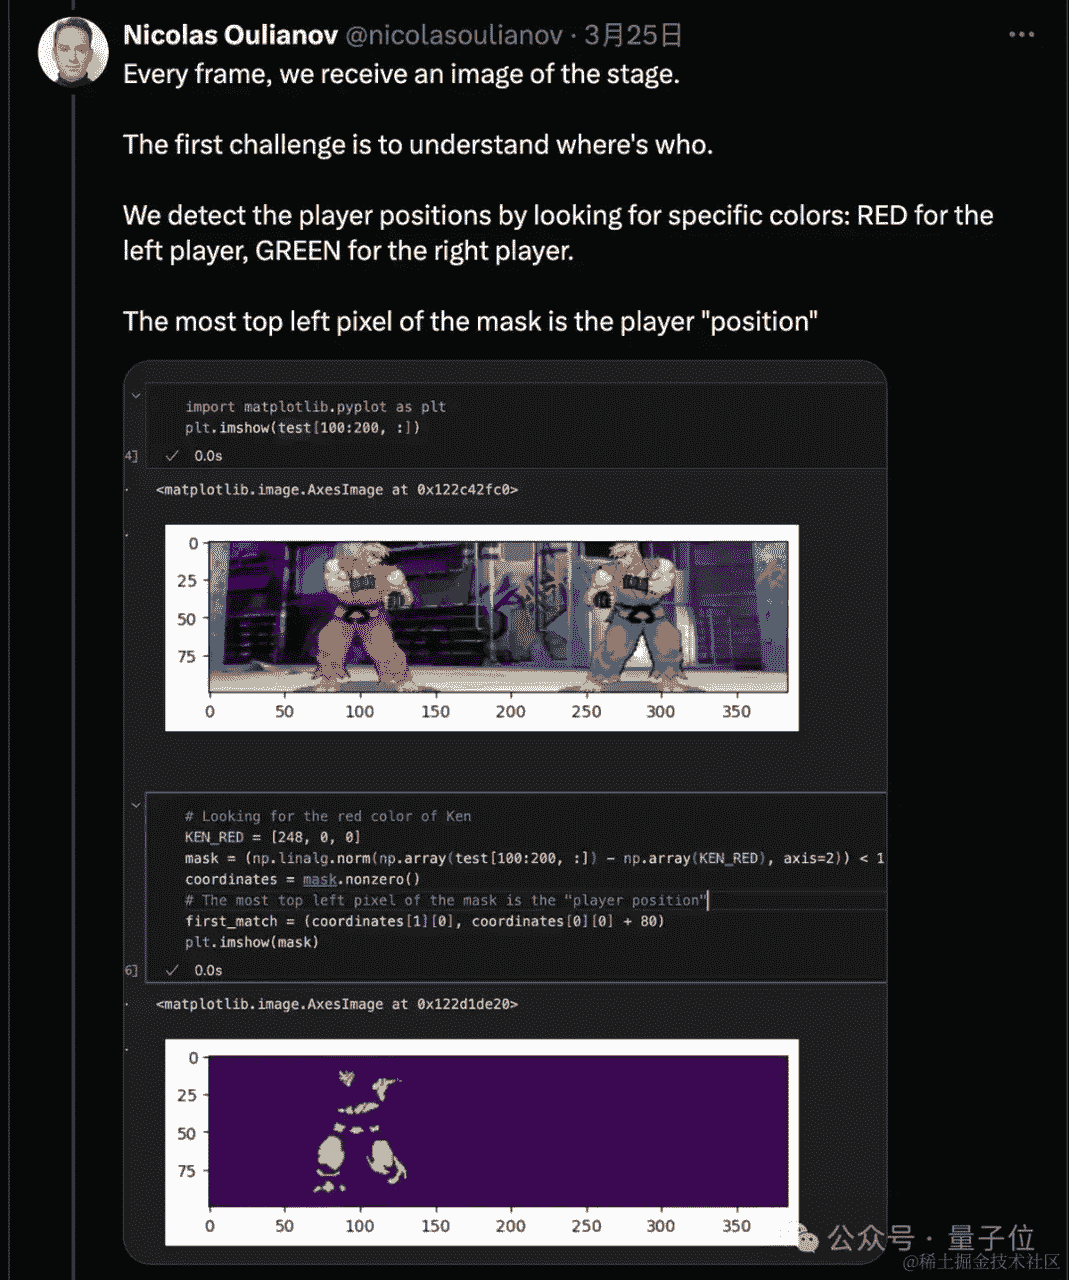 Nicolas Oulianov @nicolasoulianov · 3月25日
Every frame, we receive an image of the stage.
The first challenge is to understand where's who.
We detect the player positions by looking for specific colors: RED for the
left player, GREEN for the right player.
The most top left pixel of the mask is the player "position"
import matplotlib.pyplot as plt
plt.imshow(test[100:200, :])
4]
0.0s
<matplotlib.image.AxesImage at 0x122c42fc0>
0
25
50
75
0 50 100 150 200 250 300 350
# Looking for the red color of Ken
KEN_RED = [248, 0, 0]
mask = (np.linalg.norm(np.array(test[100:200, :]) - np.array(KEN_RED), axis=2)) < 1
coordinates = mask.nonzero()
# The most top left pixel of the mask is the "player position"
first_match = (coordinates[1][0], coordinates[0][0] + 80)
plt.imshow(mask)
6]
0.0s
<matplotlib.image.AxesImage at 0x122d1de20>
0
25
50
75
0 50 100 150 200 250 300 350
公众号 · 量子位
@稀土掘金技术社区